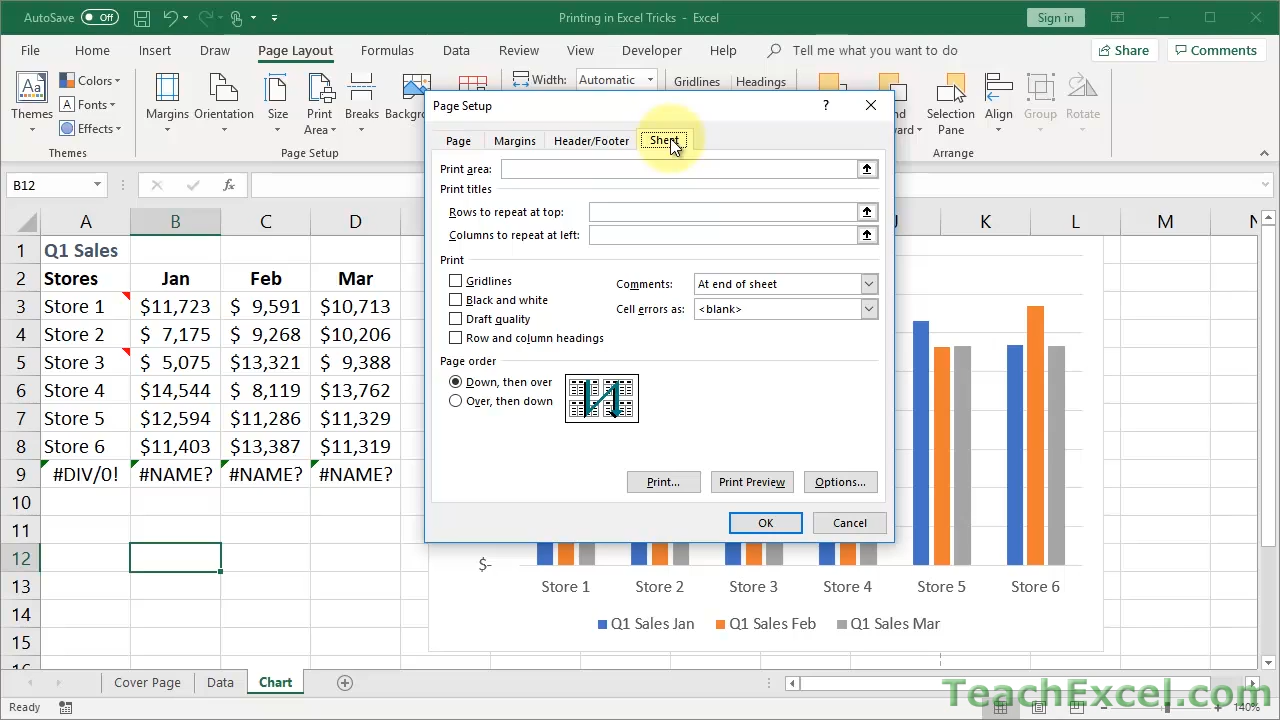 AutoSave Off Printing in Excel Tricks - Excel Sign in
File Home Insert Draw Page Layout Formulas Data Review View Developer Help Tell me what you want to do Share Comments
Themes Colors Fonts Effects Margins Orientation Size Print Area Breaks Width: Automatic Gridlines Headings Selection Pane Align Group Rotate
Themes Page Setup Arrange
Page Setup ?
Page Margins Header/Footer Sheet
Print area:
Print titles
Rows to repeat at top:
Columns to repeat at left:
Print
Gridlines Comments: At end of sheet
Black and white Cell errors as: <blank>
Draft quality
Row and column headings
Page order
Down, then over
Over, then down
Print... Print Preview Options...
OK Cancel
B12 fx
A B C D K L M
1 Q1 Sales
2 Stores Jan Feb Mar
3 Store 1 $11,723 $ 9,591 $10,713
4 Store 2 $ 7,175 $ 9,268 $10,206
5 Store 3 $ 5,075 $13,321 $ 9,388
6 Store 4 $14,544 $ 8,119 $13,762
7 Store 5 $12,594 $11,286 $11,329
8 Store 6 $11,403 $13,387 $11,319
9 #DIV/0! #NAME? #NAME? #NAME?
10
11
12
13
14
15
$-
Store 1 Store 2 Store 3 Store 4 Store 5 Store 6
Q1 Sales Jan Q1 Sales Feb Q1 Sales Mar
Cover Page Data Chart
Ready 140%
TeachExcel.com